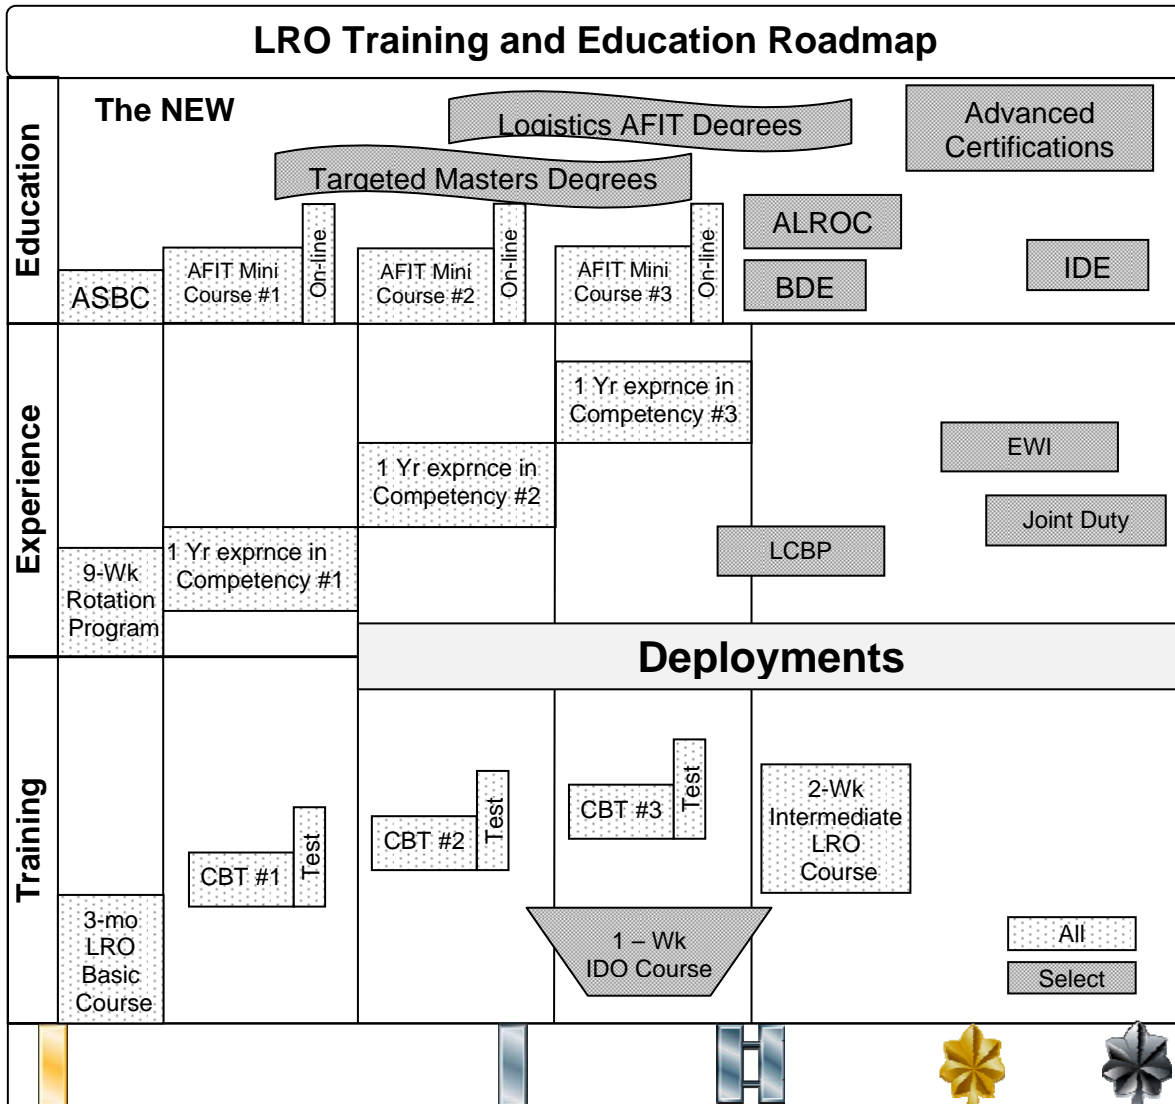 LRO Training and Education Roadmap
Education
The NEW
Logistics AFIT Degrees
Advanced
Certifications
Targeted Masters Degrees
ALROC
On-line
On-line
On-line
ASBC
AFIT Mini
Course #1
AFIT Mini
Course #2
AFIT Mini
Course #3
BDE
IDE
Experience
1 Yr exprnce in
Competency #3
1 Yr exprnce in
Competency #2
EWI
Joint Duty
1 Yr exprnce in
Competency #1
LCBP
9-Wk
Rotation
Program
Deployments
Training
CBT #1
Test
CBT #2
Test
CBT #3
Test
2-Wk
Intermediate
LRO
Course
3-mo
LRO
Basic
Course
1 – Wk
IDO Course
All
Select